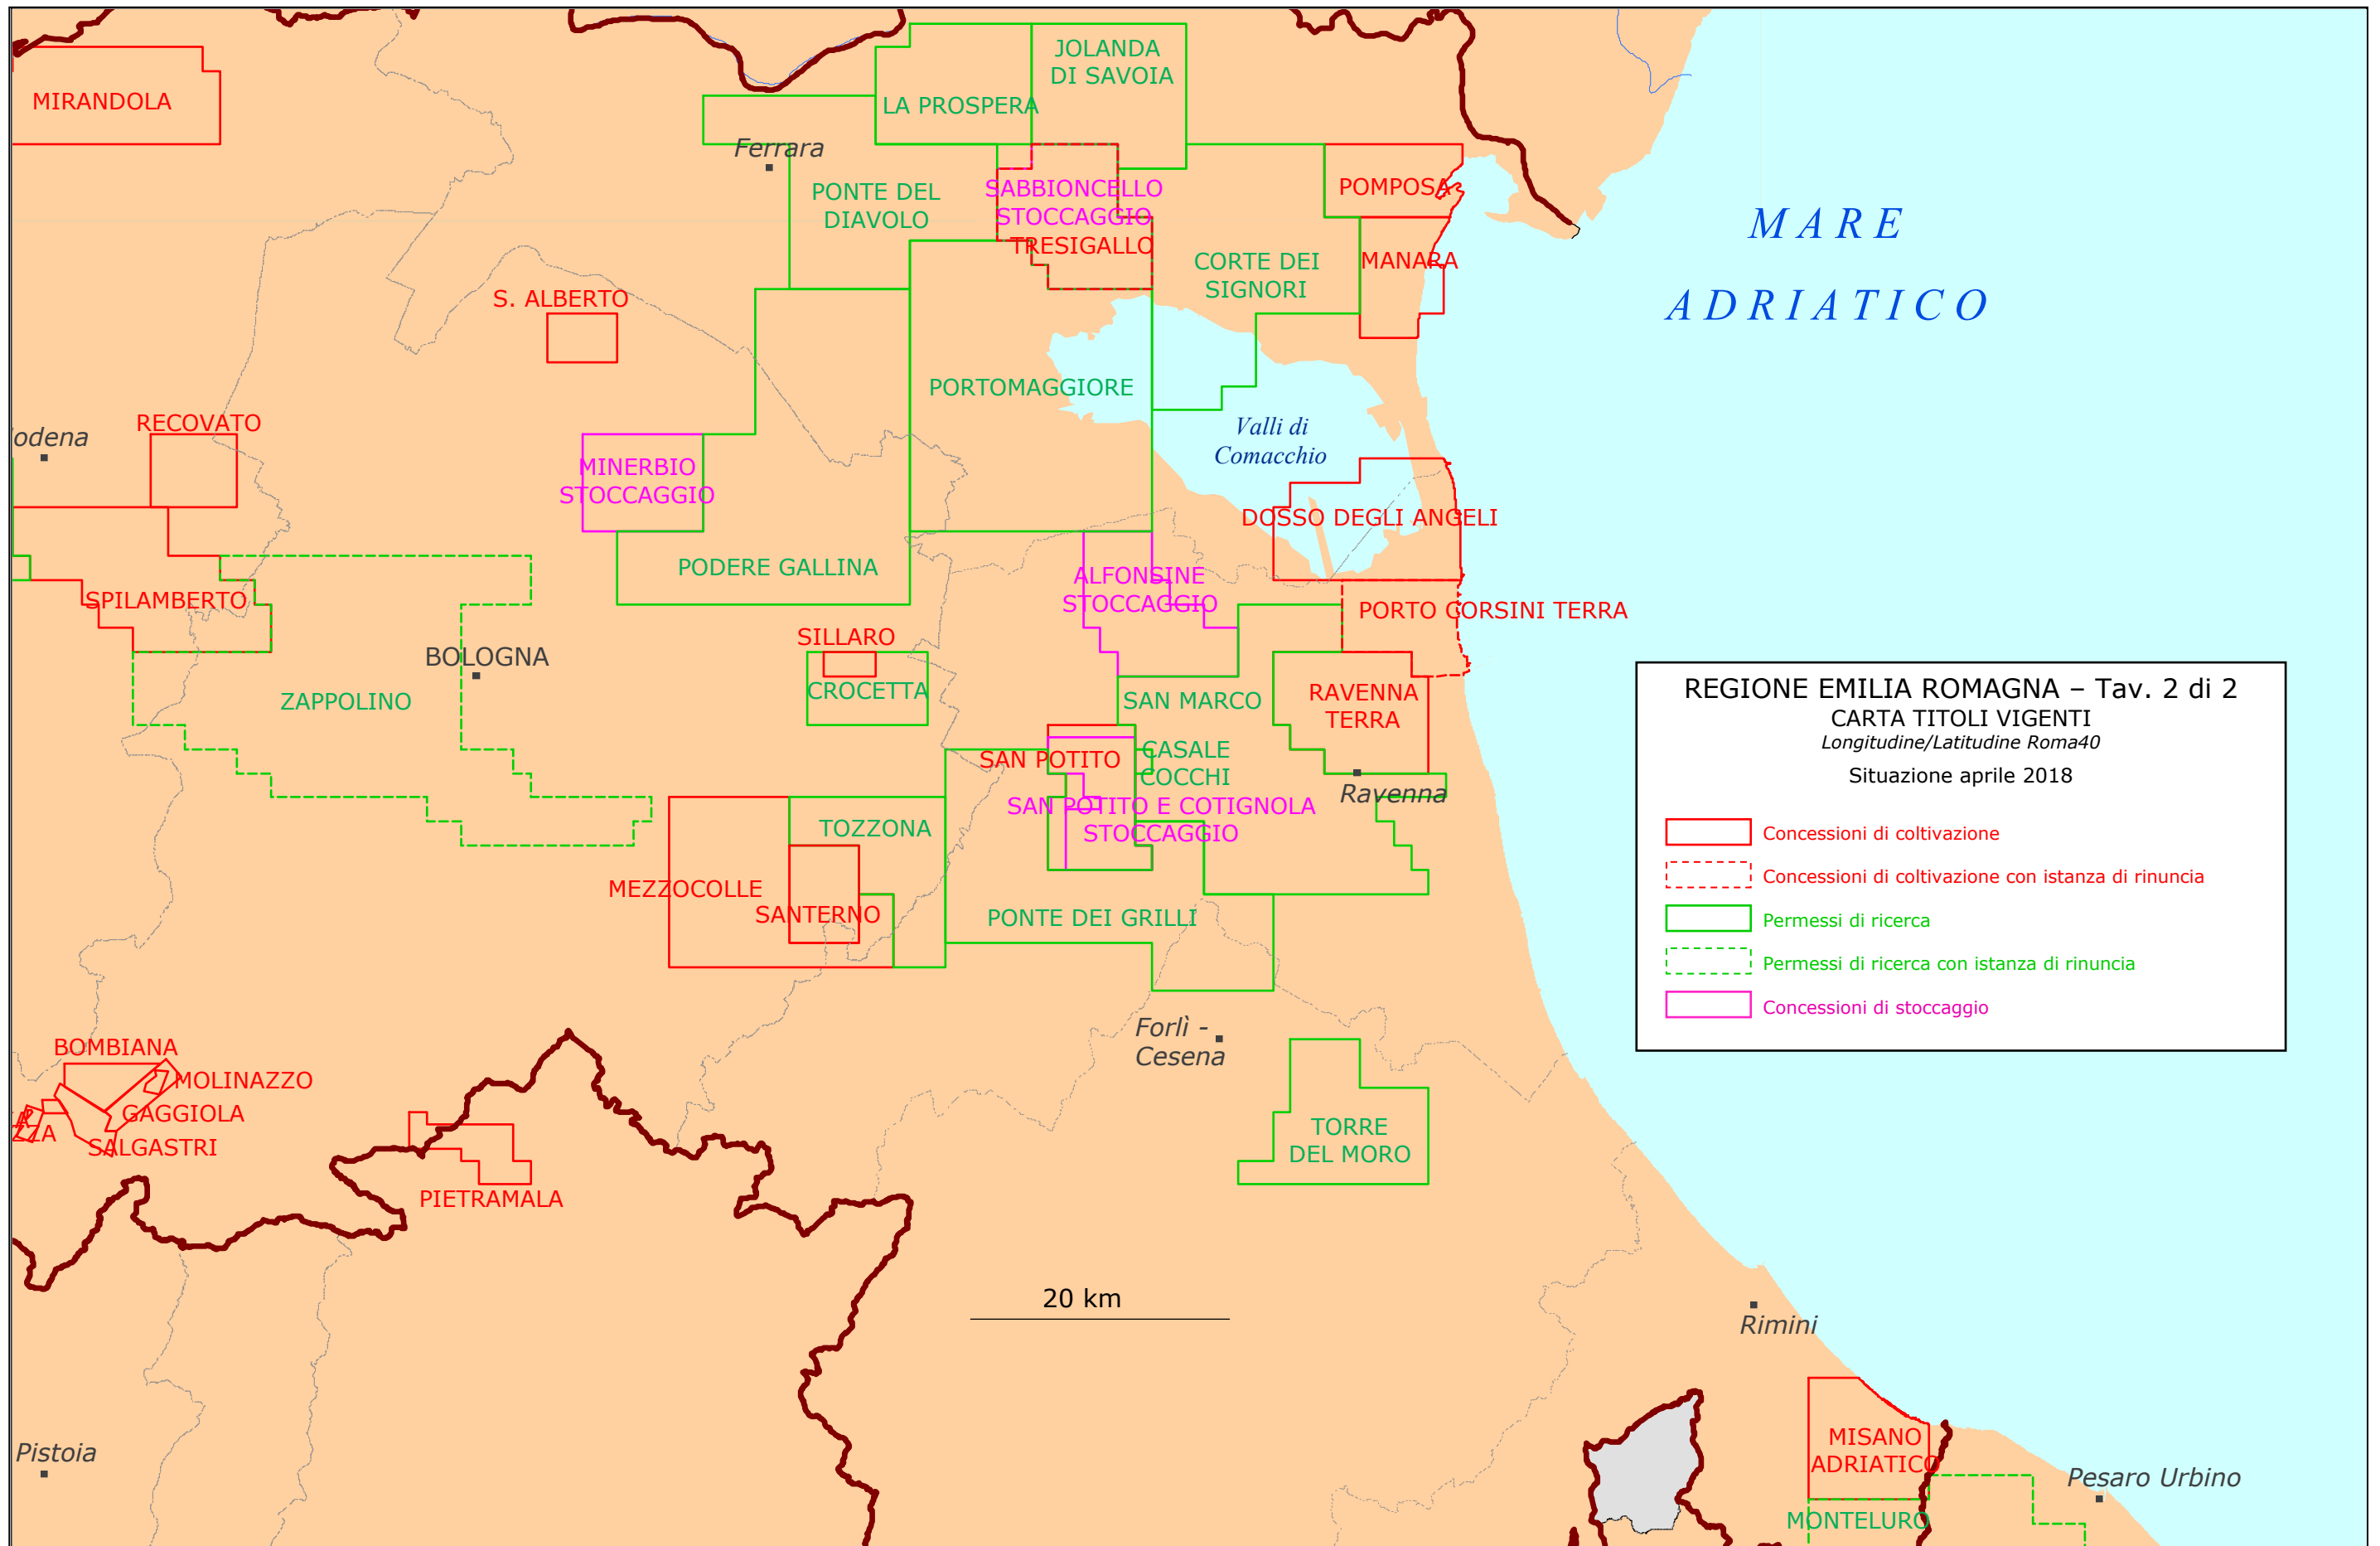 JOLANDA
DI SAVOIA
MIRANDOLA
LA PROSPERA
Ferrara
PONTE DEL
DIAVOLO
SABBIONCELLO
STOCCAGGIO
TRESIGALLO
POMPOSA
MARE
ADRIATICO
CORTE DEI
SIGNORI
MANARA
S. ALBERTO
PORTOMAGGIORE
RECOVATO
odena
Valli di
Comacchio
MINERBIO
STOCCAGGIO
DOSSO DEGLI ANGELI
PODERE GALLINA
ALFONSINE
STOCCAGGIO
SPILAMBERTO
PORTO CORSINI TERRA
SILLARO
BOLOGNA
CROCETTA
ZAPPOLINO
SAN MARCO
RAVENNA
TERRA
SAN POTITO
CASALE
COCCHI
Ravenna
SAN POTITO E COTIGNOLA
STOCCAGGIO
TOZZONA
MEZZOCOLLE
SANTERNO
PONTE DEI GRILLI
REGIONE EMILIA ROMAGNA – Tav. 2 di 2
CARTA TITOLI VIGENTI
Longitudine/Latitudine Roma40
Situazione aprile 2018
Concessioni di coltivazione
Concessioni di coltivazione con istanza di rinuncia
Permessi di ricerca
Permessi di ricerca con istanza di rinuncia
Concessioni di stoccaggio
Forlì -
Cesena
BOMBIANA
MOLINAZZO
GAGGIOLA
ZZA
SALGASTRI
TORRE
DEL MORO
PIETRAMALA
20 km
Rimini
MISANO
ADRIATICO
Pistoia
Pesaro Urbino
MONTELURO